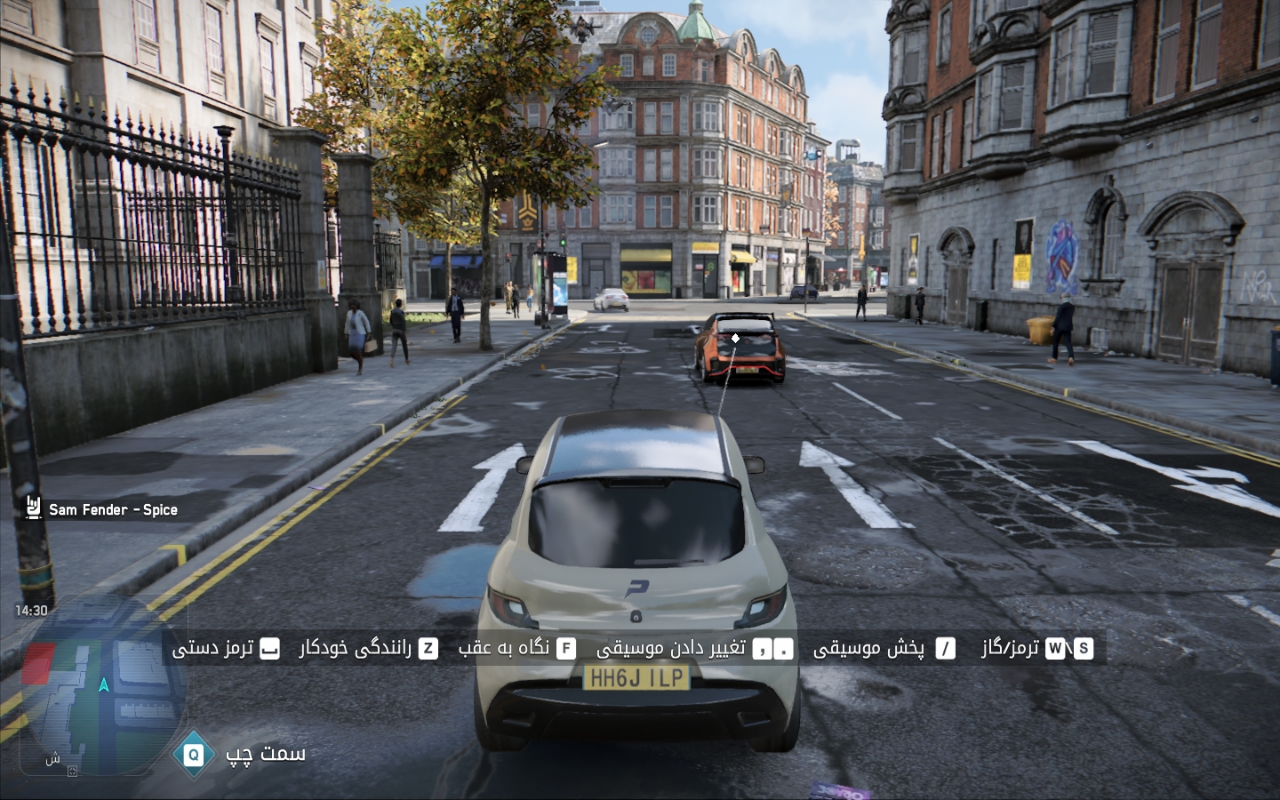 Sam Fender - Spice
14:30
W\S ترمز/گاز
/ پخش موسیقی
, . تغییر دادن موسیقی
F نگاه به عقب
Z رانندگی خودکار
ترمز دستی
HH6J ILP
Q سمت چپ
ش